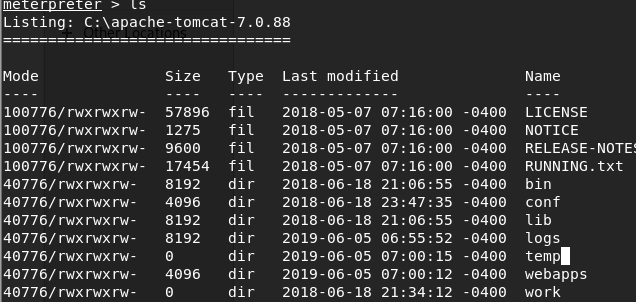 meterpreter > ls
Listing: C:\apache-tomcat-7.0.88
================================
Other Locations
Mode Size Type Last modified Name
---- ---- ---- ------------- ----
100776/rwxrwxrw- 57896 fil 2018-05-07 07:16:00 -0400 LICENSE
100776/rwxrwxrw- 1275 fil 2018-05-07 07:16:00 -0400 NOTICE
100776/rwxrwxrw- 9600 fil 2018-05-07 07:16:00 -0400 RELEASE-NOTES
100776/rwxrwxrw- 17454 fil 2018-05-07 07:16:00 -0400 RUNNING.txt
40776/rwxrwxrw- 8192 dir 2018-06-18 21:06:55 -0400 bin
40776/rwxrwxrw- 4096 dir 2018-06-18 23:47:35 -0400 conf
40776/rwxrwxrw- 8192 dir 2018-06-18 21:06:55 -0400 lib
40776/rwxrwxrw- 8192 dir 2019-06-05 06:55:52 -0400 logs
40776/rwxrwxrw- 0 dir 2019-06-05 07:00:15 -0400 temp
40776/rwxrwxrw- 4096 dir 2019-06-05 07:00:12 -0400 webapps
40776/rwxrwxrw- 0 dir 2018-06-18 21:34:12 -0400 work